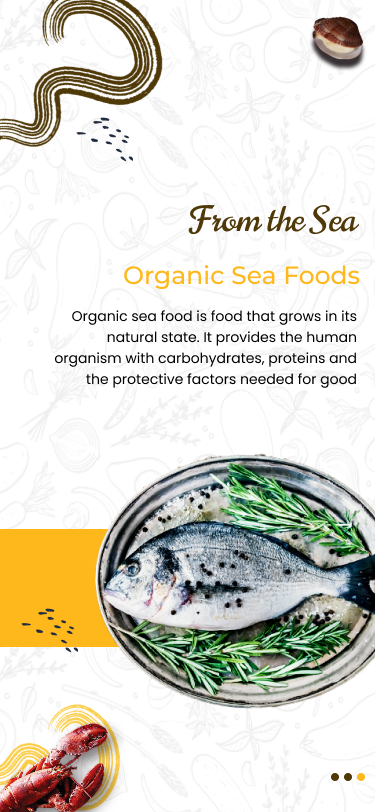 From the Sea
Organic Sea Foods
Organic sea food is food that grows in its
natural state. It provides the human
organism with carbohydrates, proteins and
the protective factors needed for good